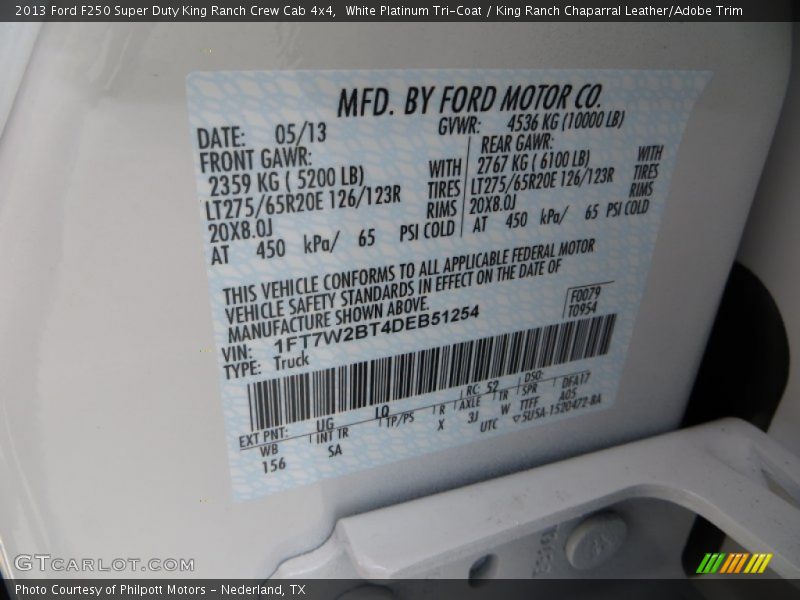 2013 Ford F250 Super Duty King Ranch Crew Cab 4x4,  White Platinum Tri-Coat / King Ranch Chaparral Leather/Adobe Trim
MFD. BY FORD MOTOR CO.
DATE: 05/13 GVWR: 4536 KG (10000 LB)
FRONT GAWR: REAR GAWR:
2359 KG ( 5200 LB) WITH 2767 KG ( 6100 LB) WITH
LT275/65R20E 126/123R TIRES LT275/65R20E 126/123R TIRES
20X8.0J RIMS 20X8.0J RIMS
AT 450 kPa/ 65 PSI COLD AT 450 kPa/ 65 PSI COLD
THIS VEHICLE CONFORMS TO ALL APPLICABLE FEDERAL MOTOR
VEHICLE SAFETY STANDARDS IN EFFECT ON THE DATE OF
MANUFACTURE SHOWN ABOVE.
F0079
VIN: 1FT7W2BT4DEB51254 T0954
TYPE: Truck
EXT PNT: UG LQ RC: 52 DSO:
WB INT TR TP/PS R AXLE TR SPR DFA17
156 SA X 3J W TTFF A05
UTC 5U5A-1520472-BA
GTCarLot.com
Photo Courtesy of Philpott Motors - Nederland, TX